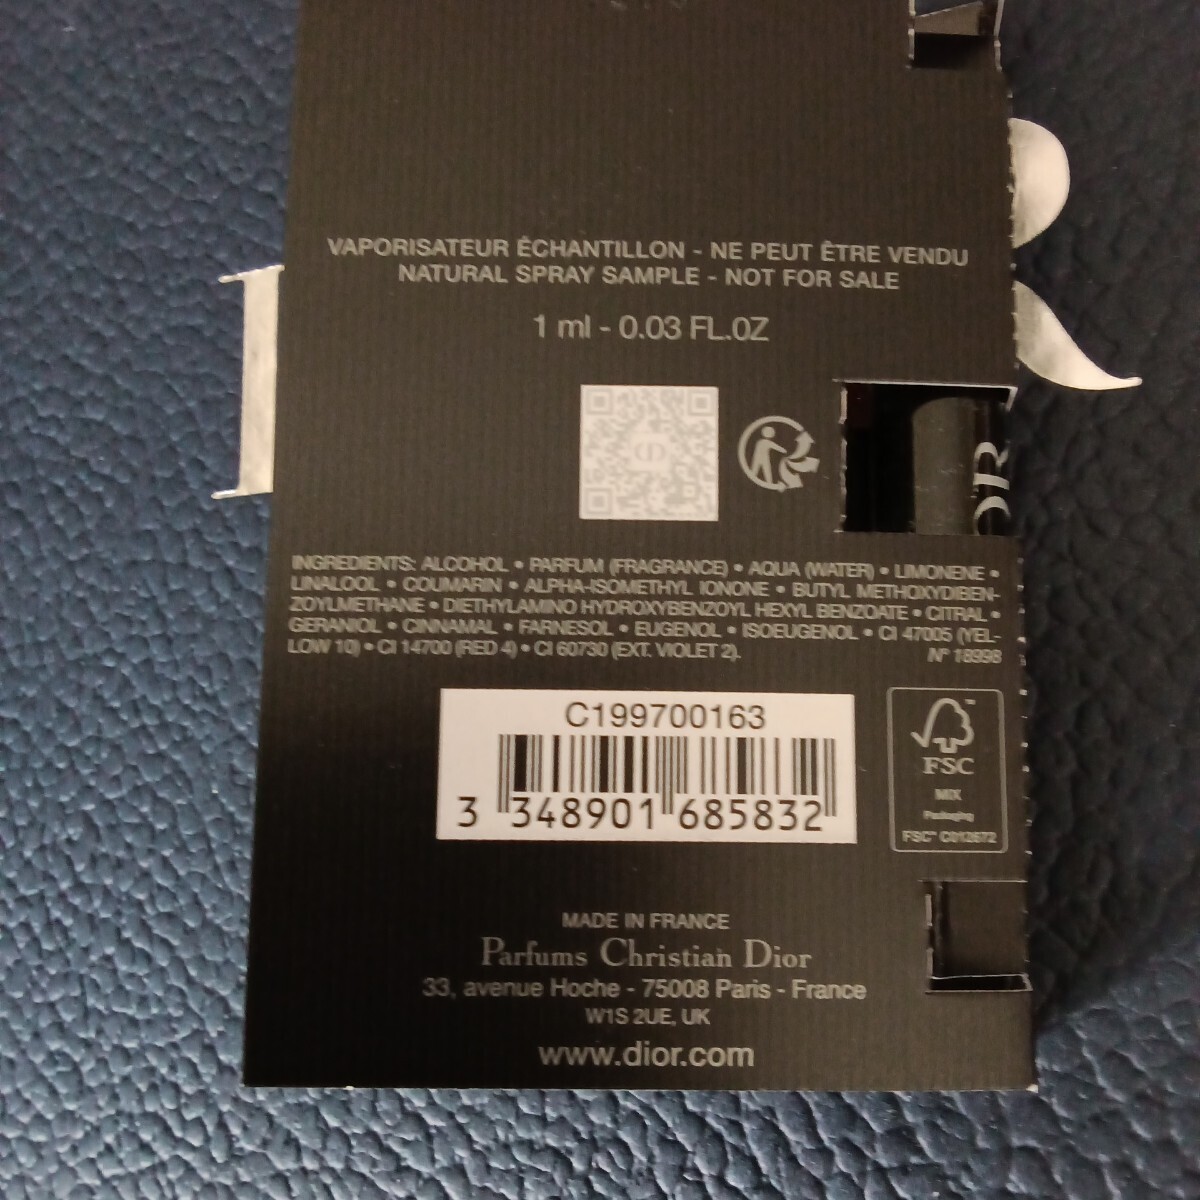 VAPORISATEUR ÉCHANTILLON - NE PEUT ÊTRE VENDU
NATURAL SPRAY SAMPLE - NOT FOR SALE
1 ml - 0.03 FL.OZ
INGREDIENTS: ALCOHOL • PARFUM (FRAGRANCE) • AQUA (WATER) • LIMONENE •
LINALOOL • COUMARIN • ALPHA-ISOMETHYL IONONE • BUTYL METHOXYDIBEN-
ZOYLMETHANE • DIETHYLAMINO HYDROXYBENZOYL HEXYL BENZOATE • CITRAL •
GERANIOL • CINNAMAL • FARNESOL • EUGENOL • ISOEUGENOL • CI 47005 (YEL-
LOW 10) • CI 14700 (RED 4) • CI 60730 (EXT. VIOLET 2).
N° 18998
C199700163
3 348901 685832
FSC™
MIX
Packaging
FSC™ C012672
MADE IN FRANCE
Parfums Christian Dior
33, avenue Hoche - 75008 Paris - France
W1S 2UE, UK
www.dior.com